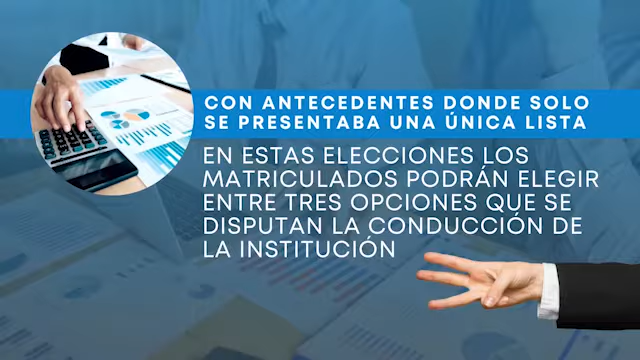 CON ANTECEDENTES DONDE SOLO
SE PRESENTABA UNA ÚNICA LISTA
EN ESTAS ELECCIONES LOS
MATRICULADOS PODRÁN ELEGIR
ENTRE TRES OPCIONES QUE SE
DISPUTAN LA CONDUCCIÓN DE
LA INSTITUCIÓN